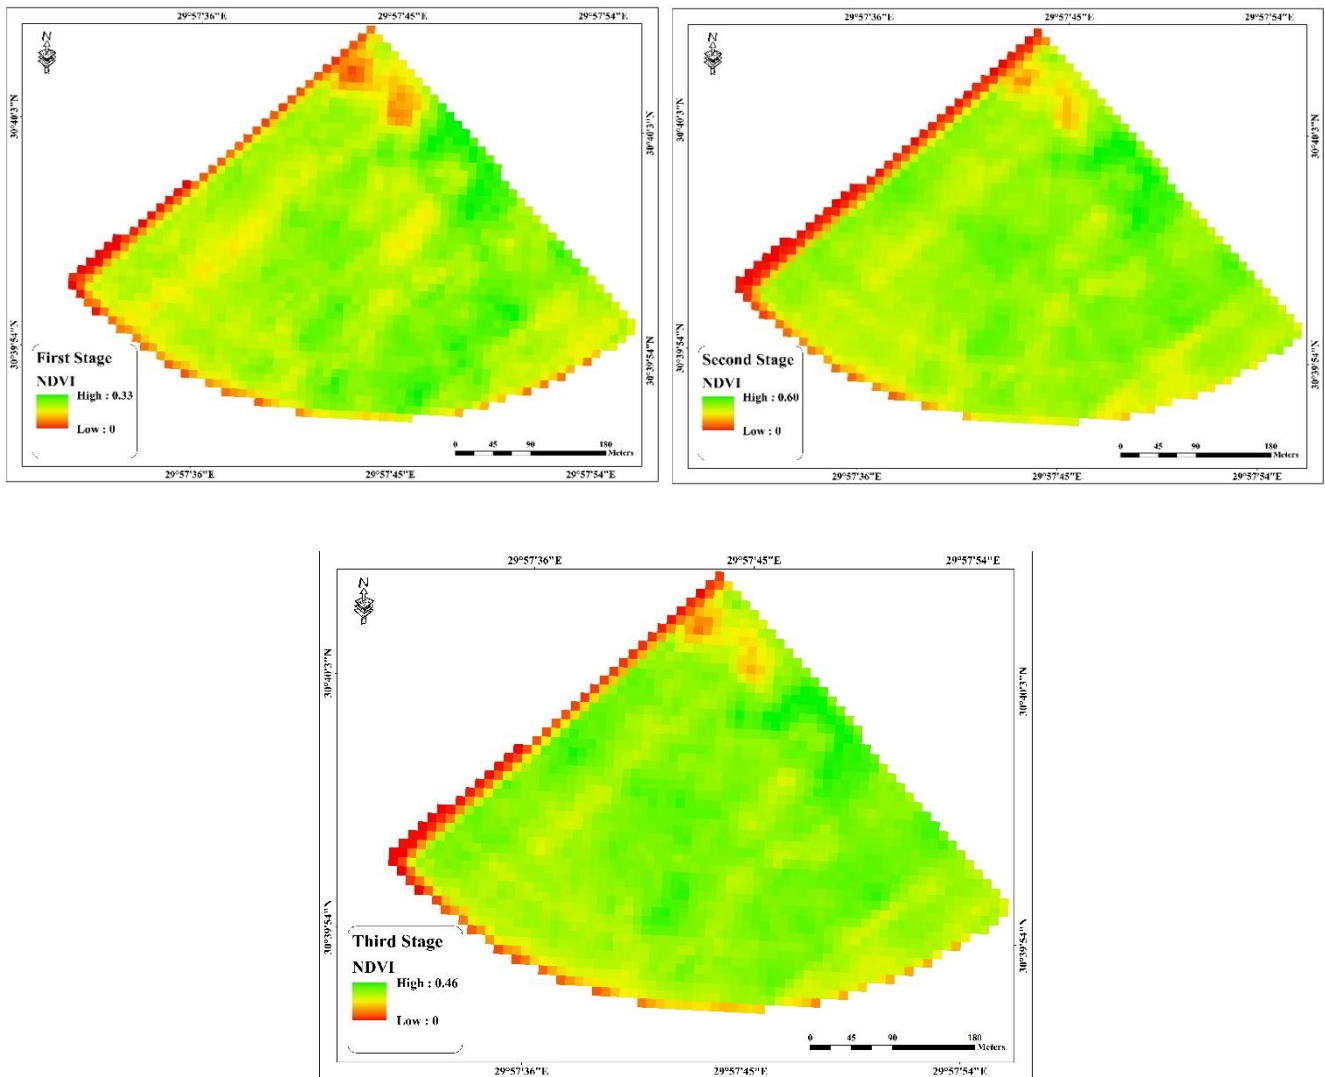 29°57'36"E 29°57'45"E 29°57'54"E
N
30°40'3"N 30°40'3"N
30°39'54"N 30°39'54"N
First Stage
NDVI
High : 0.33
Low : 0
0 45 90 180
Meters
29°57'36"E 29°57'45"E 29°57'54"E
29°57'36"E 29°57'45"E 29°57'54"E
N
30°40'3"N 30°40'3"N
30°39'54"N 30°39'54"N
Second Stage
NDVI
High : 0.60
Low : 0
0 45 90 180
Meters
29°57'36"E 29°57'45"E 29°57'54"E
29°57'36"E 29°57'45"E 29°57'54"E
N
30°40'3"N 30°40'3"N
30°39'54"N 30°39'54"N
Third Stage
NDVI
High : 0.46
Low : 0
0 45 90 180
Meters
29°57'36"E 29°57'45"E 29°57'54"E